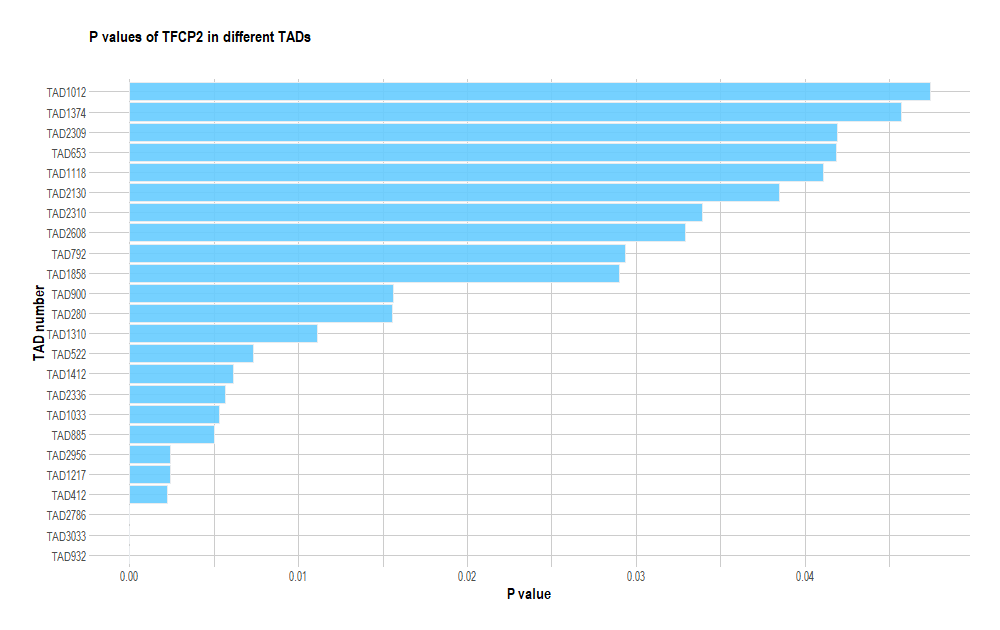 P values of TFCP2 in different TADs
TAD1012
TAD1374
TAD2309
TAD653
TAD1118
TAD2130
TAD2310
TAD2608
TAD792
TAD1858
TAD900
TAD280
TAD1310
TAD522
TAD1412
TAD2336
TAD1033
TAD885
TAD2956
TAD1217
TAD412
TAD2786
TAD3033
TAD932
TAD number
0.00 0.01 0.02 0.03 0.04
P value